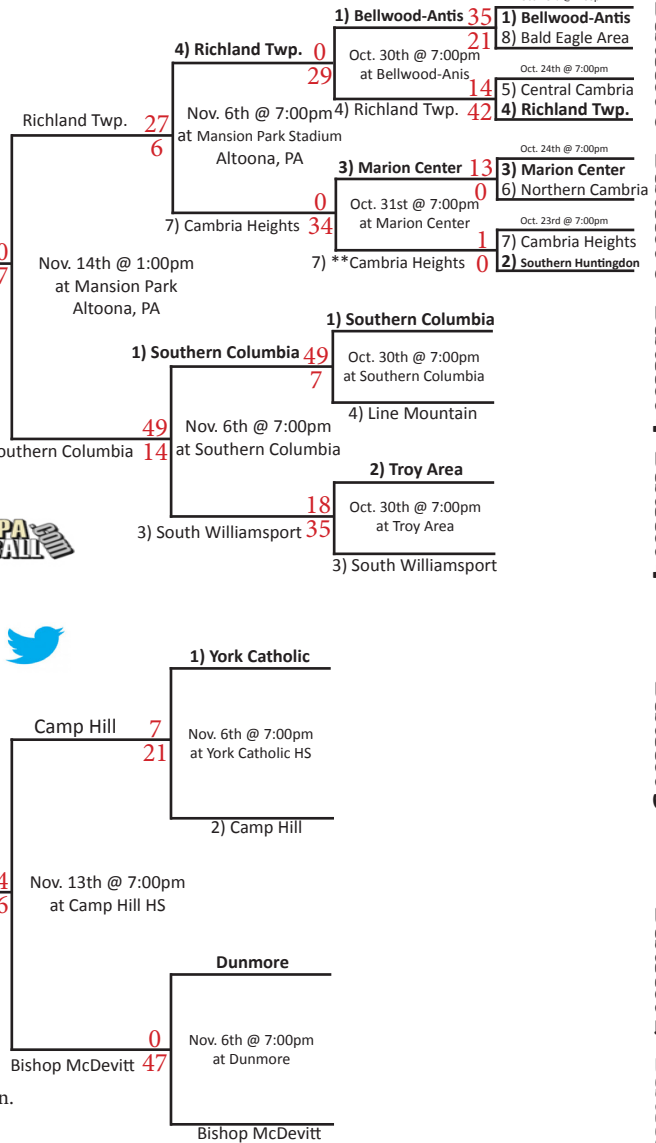 1) Bellwood-Antis 35
21
1) Bellwood-Antis
8) Bald Eagle Area
Oct. 30th @ 7:00pm
at Bellwood-Anis
4) Richland Twp. 0
29
Oct. 24th @ 7:00pm
5) Central Cambria
4) Richland Twp.
14
4) Richland Twp. 42
Nov. 6th @ 7:00pm
at Mansion Park Stadium
Altoona, PA
Richland Twp. 27
6
Oct. 24th @ 7:00pm
3) Marion Center 13
0
3) Marion Center
6) Northern Cambria
Oct. 31st @ 7:00pm
at Marion Center
0
7) Cambria Heights 34
Oct. 23rd @ 7:00pm
7) Cambria Heights
2) Southern Huntingdon
1
7) **Cambria Heights 0
Nov. 14th @ 1:00pm
at Mansion Park
Altoona, PA
1) Southern Columbia
Oct. 30th @ 7:00pm
at Southern Columbia
4) Line Mountain
1) Southern Columbia 49
7
Nov. 6th @ 7:00pm
at Southern Columbia
49
outhern Columbia 14
2) Troy Area
Oct. 30th @ 7:00pm
at Troy Area
3) South Williamsport
18
3) South Williamsport 35
PA .com
ALL
1) York Catholic
Nov. 6th @ 7:00pm
at York Catholic HS
2) Camp Hill
Camp Hill 7
21
4
6
Nov. 13th @ 7:00pm
at Camp Hill HS
Dunmore
Nov. 6th @ 7:00pm
at Dunmore
Bishop McDevitt
0
Bishop McDevitt 47
n.